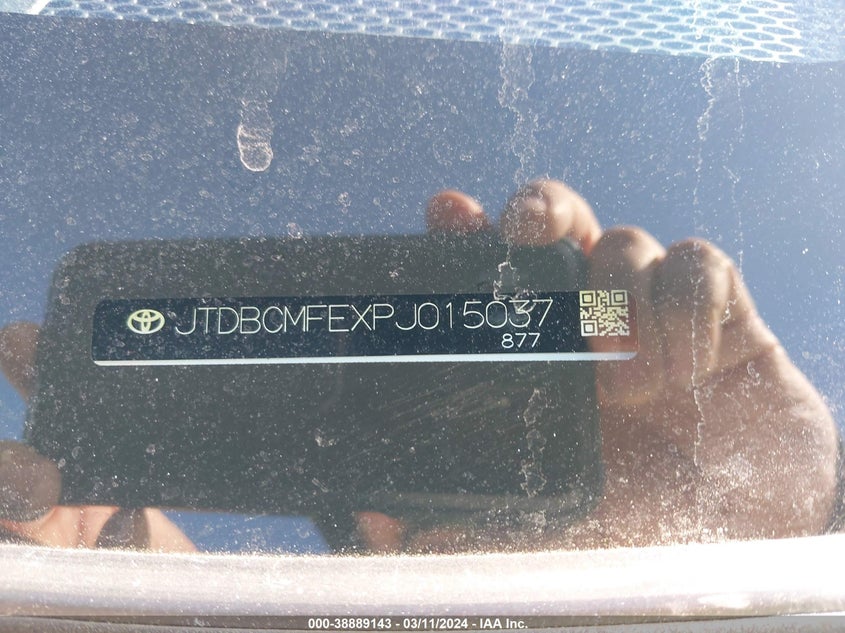 JTDBCMFEXPJ015037
877
000-38889143 - 03/11/2024 - IAA Inc.